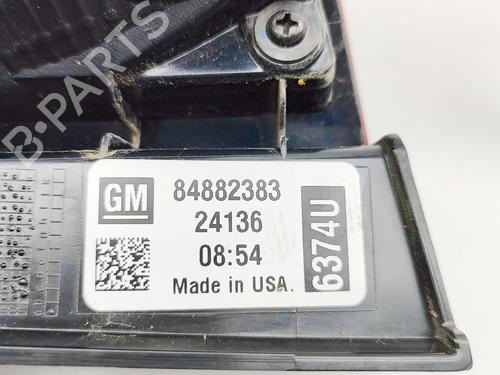 B-PARTS
GM
84882383
24136
08:54
Made in USA.
6374U